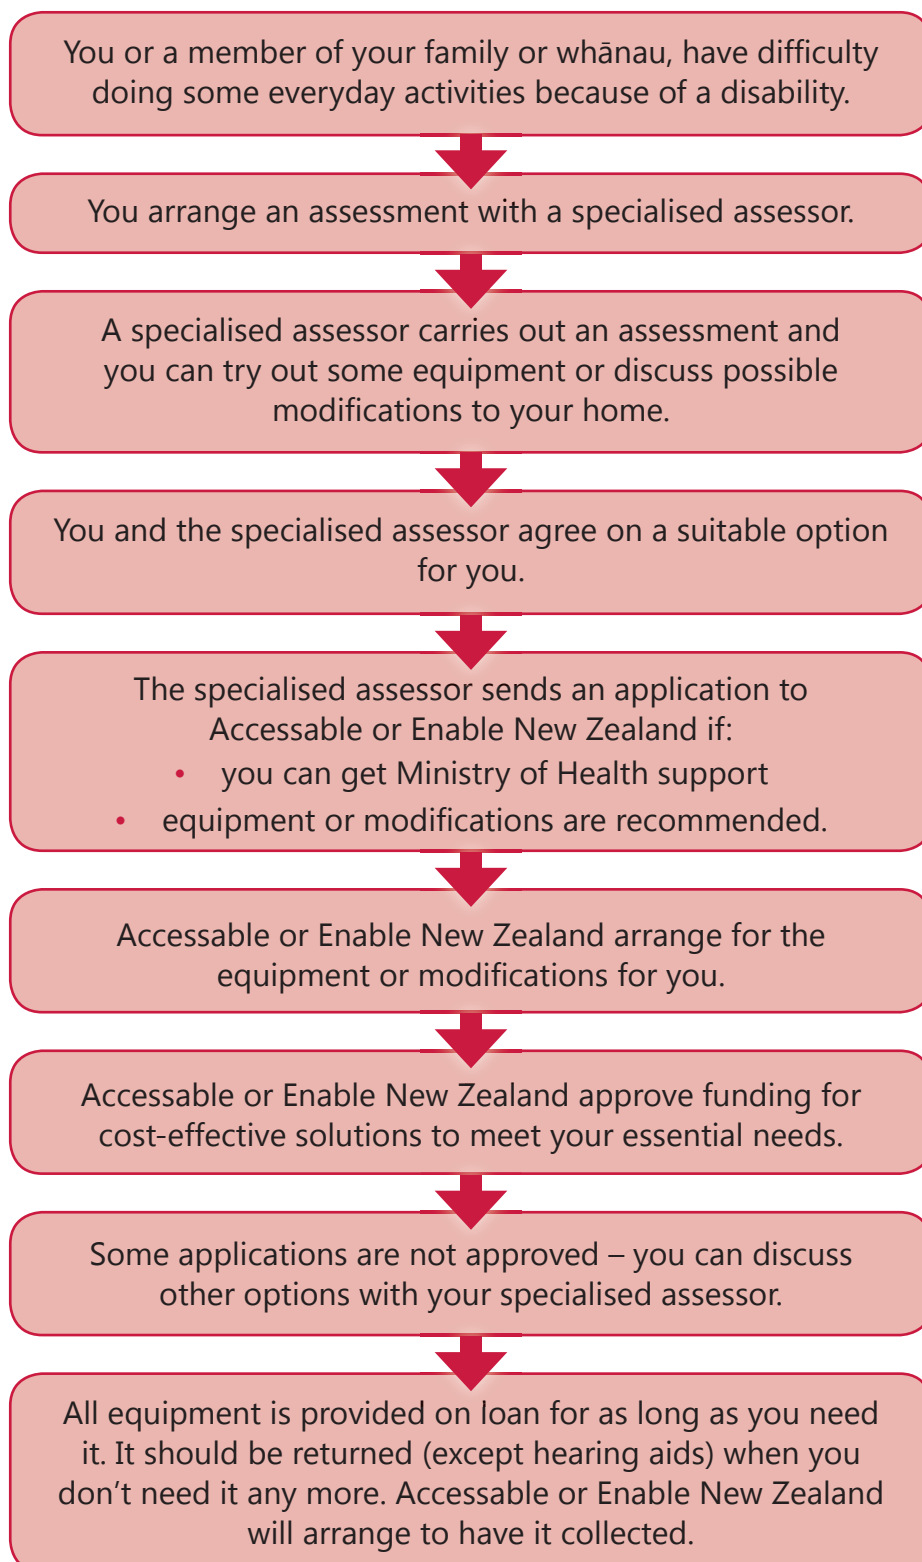 You or a member of your family or whānau, have difficulty
doing some everyday activities because of a disability.
You arrange an assessment with a specialised assessor.
A specialised assessor carries out an assessment and
you can try out some equipment or discuss possible
modifications to your home.
You and the specialised assessor agree on a suitable option
for you.
The specialised assessor sends an application to
Accessable or Enable New Zealand if:
• you can get Ministry of Health support
• equipment or modifications are recommended.
Accessable or Enable New Zealand arrange for the
equipment or modifications for you.
Accessable or Enable New Zealand approve funding for
cost-effective solutions to meet your essential needs.
Some applications are not approved – you can discuss
other options with your specialised assessor.
All equipment is provided on loan for as long as you need
it. It should be returned (except hearing aids) when you
don’t need it any more. Accessable or Enable New Zealand
will arrange to have it collected.